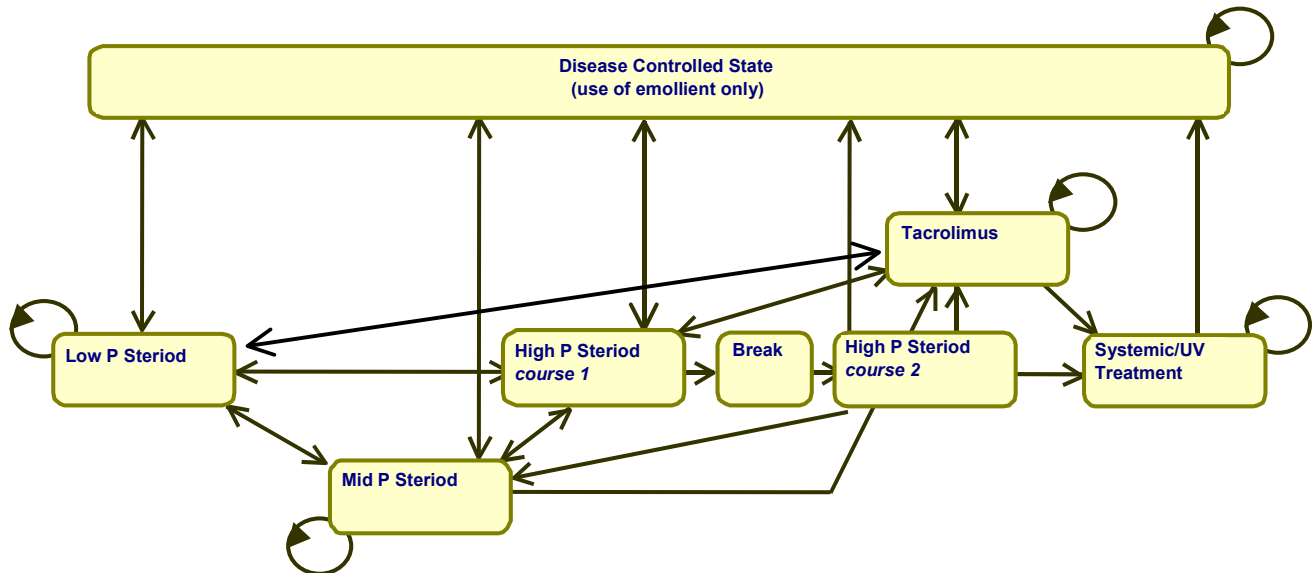 Disease Controlled State
(use of emollient only)
Tacrolimus
Low P Steriod
High P Steriod
course 1
Break
High P Steriod
course 2
Systemic/UV
Treatment
Mid P Steriod